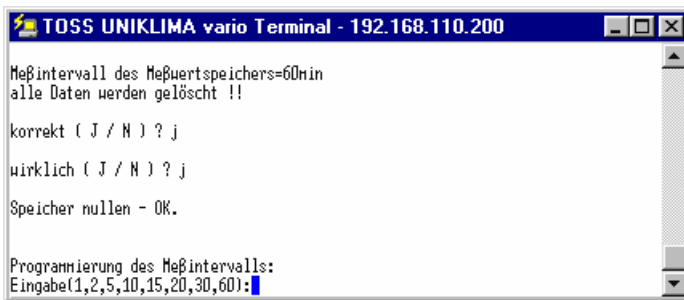 TOSS UNIKLIMA vario Terminal - 192.168.110.200
Meßintervall des Meßwertspeichers=60min
alle Daten werden gelöscht !!
korrekt ( J / N ) ? j
wirklich ( J / N ) ? j
Speicher nullen - OK.
Programmierung des Meßintervalls:
Eingabe(1,2,5,10,15,20,30,60):